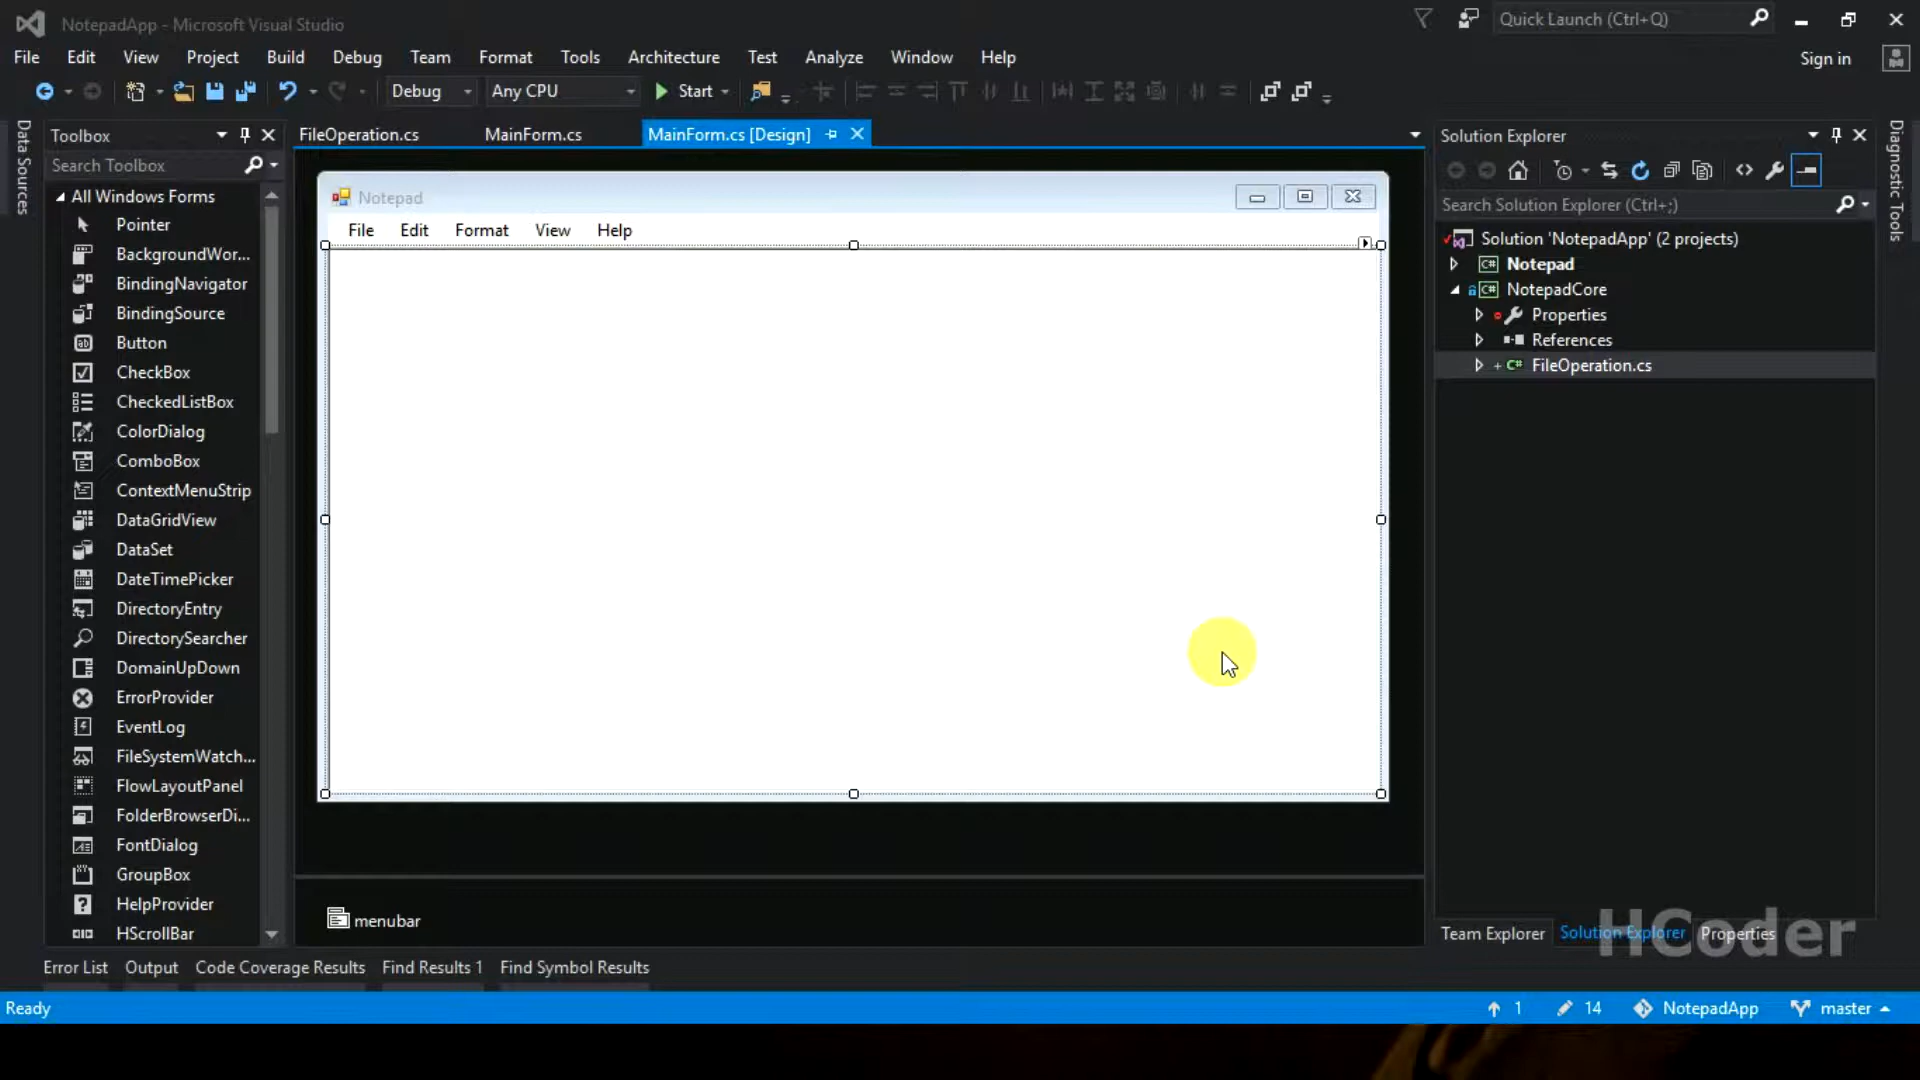 NotepadApp - Microsoft Visual Studio
Quick Launch (Ctrl+Q)
File Edit View Project Build Debug Team Format Tools Architecture Test Analyze Window Help
Sign in
Debug Any CPU Start
Data Sources
Toolbox
Search Toolbox
All Windows Forms
Pointer
BackgroundWor...
BindingNavigator
BindingSource
Button
CheckBox
CheckedListBox
ColorDialog
ComboBox
ContextMenuStrip
DataGridView
DataSet
DateTimePicker
DirectoryEntry
DirectorySearcher
DomainUpDown
ErrorProvider
EventLog
FileSystemWatch...
FlowLayoutPanel
FolderBrowserDi...
FontDialog
GroupBox
HelpProvider
HScrollBar
FileOperation.cs MainForm.cs MainForm.cs [Design]
Notepad
File Edit Format View Help
menubar
Solution Explorer
Search Solution Explorer (Ctrl+;)
Solution 'NotepadApp' (2 projects)
Notepad
NotepadCore
Properties
References
FileOperation.cs
Diagnostic Tools
Team Explorer Solution Explorer Properties
HCoder
Error List Output Code Coverage Results Find Results 1 Find Symbol Results
Ready
1 14 NotepadApp master